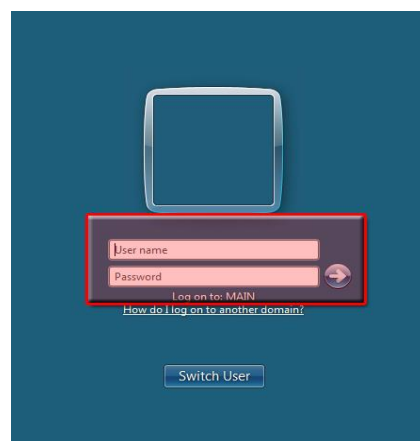 User name
Password
Log on to: MAIN
How do I log on to another domain?
Switch User